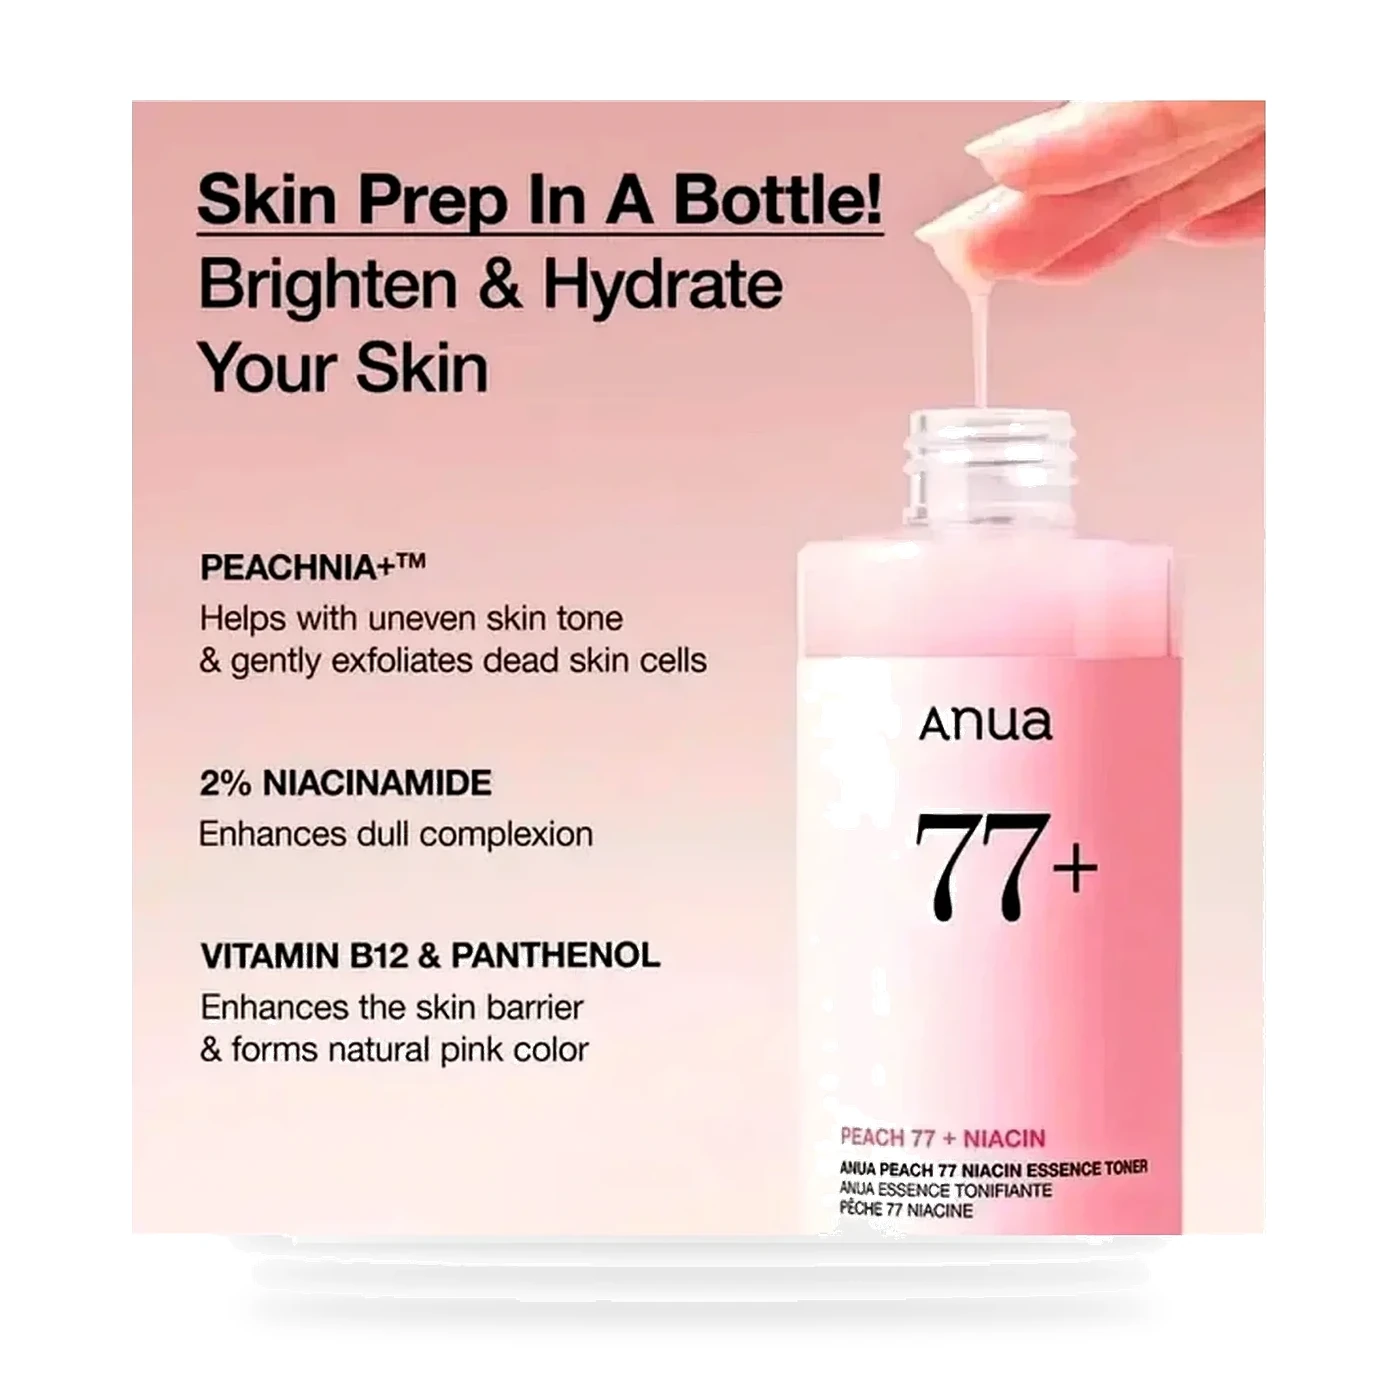 Skin Prep In A Bottle!
Brighten & Hydrate
Your Skin
PEACHNIA+™
Helps with uneven skin tone
& gently exfoliates dead skin cells
2% NIACINAMIDE
Enhances dull complexion
VITAMIN B12 & PANTHENOL
Enhances the skin barrier
& forms natural pink color
Anua
77+
PEACH 77 + NIACIN
ANUA PEACH 77 NIACIN ESSENCE TONER
ANUA ESSENCE TONIFIANTE
PÊCHE 77 NIACINE